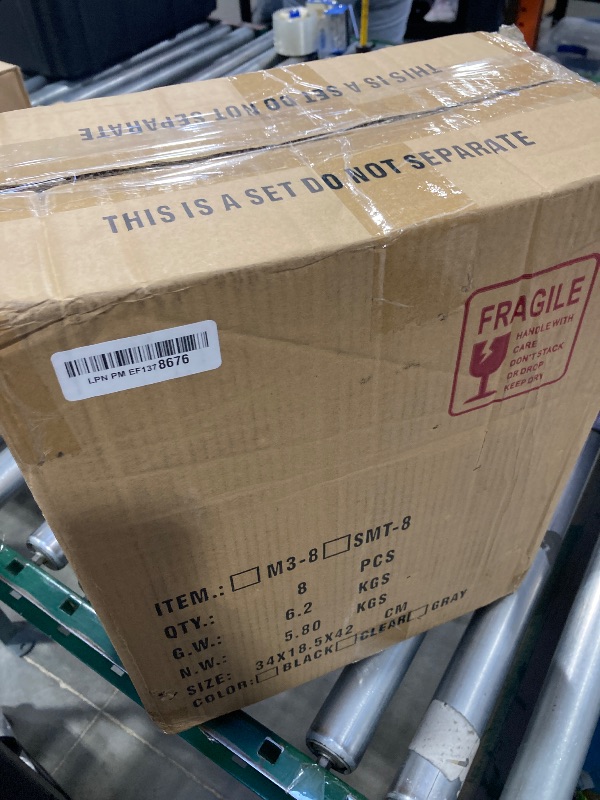 THIS IS A SET DO NOT SEPARATE
THIS IS A SET DO NOT SEPARATE
LPN PM EF1378676
FRAGILE
HANDLE WITH
CARE
DON'T STACK
OR DROP
KEEP DRY
ITEM.: □ M3-8 □ SMT-8
QTY.: 8 PCS
G.W.: 6.2 KGS
N.W.: 5.80 KGS
SIZE: 34X18.5X42 CM
COLOR: □ BLACK □ CLEAR □ GRAY